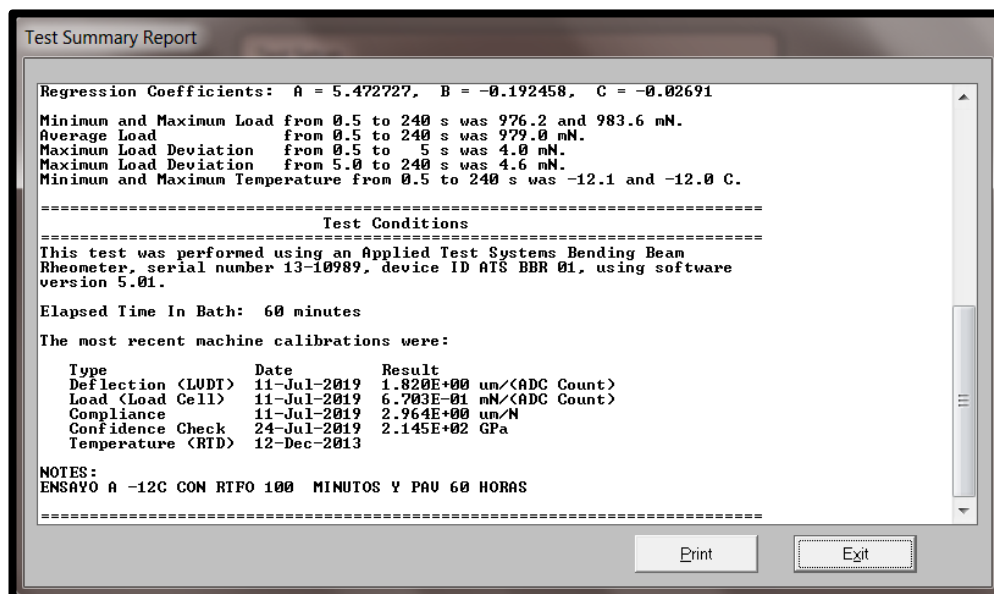 Test Summary Report
Regression Coefficients:  A = 5.472727,  B = -0.192458,  C = -0.02691
Minimum and Maximum Load from 0.5 to 240 s was 976.2 and 983.6 mN.
Average Load             from 0.5 to 240 s was 979.0 mN.
Maximum Load Deviation   from 0.5 to   5 s was 4.0 mN.
Maximum Load Deviation   from 5.0 to 240 s was 4.6 mN.
Minimum and Maximum Temperature from 0.5 to 240 s was -12.1 and -12.0 C.
==========================================================================
Test Conditions
==========================================================================
This test was performed using an Applied Test Systems Bending Beam
Rheometer, serial number 13-10989, device ID ATS BBR 01, using software
version 5.01.
Elapsed Time In Bath:  60 minutes
The most recent machine calibrations were:
Type               Date         Result
Deflection (LVDT)  11-Jul-2019  1.820E+00 um/(ADC Count)
Load (Load Cell)   11-Jul-2019  6.703E-01 mN/(ADC Count)
Compliance         11-Jul-2019  2.964E+00 um/N
Confidence Check   24-Jul-2019  2.145E+02 GPa
Temperature (RTD)  12-Dec-2013
NOTES:
ENSAYO A -12C CON RTFO 100  MINUTOS Y PAV 60 HORAS
==========================================================================
Print
Exit